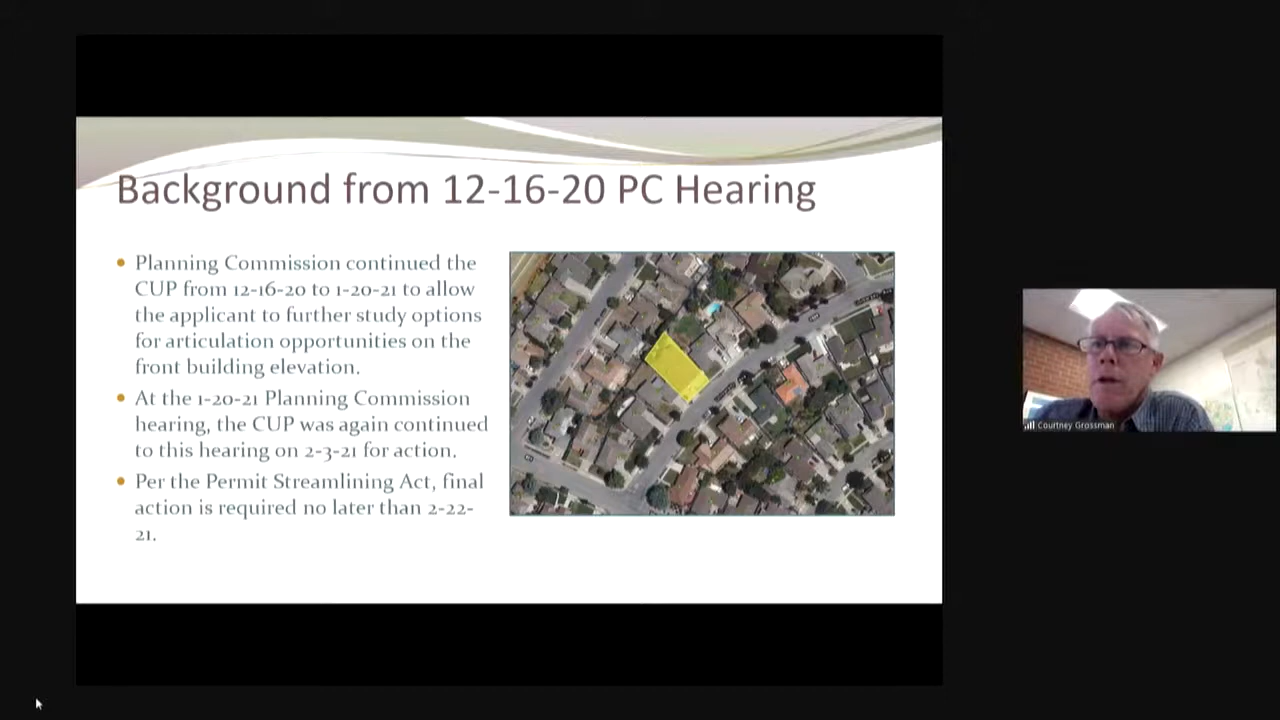 Background from 12-16-20 PC Hearing
• Planning Commission continued the
CUP from 12-16-20 to 1-20-21 to allow
the applicant to further study options
for articulation opportunities on the
front building elevation.
• At the 1-20-21 Planning Commission
hearing, the CUP was again continued
to this hearing on 2-3-21 for action.
• Per the Permit Streamlining Act, final
action is required no later than 2-22-
21.
Courtney Grossman